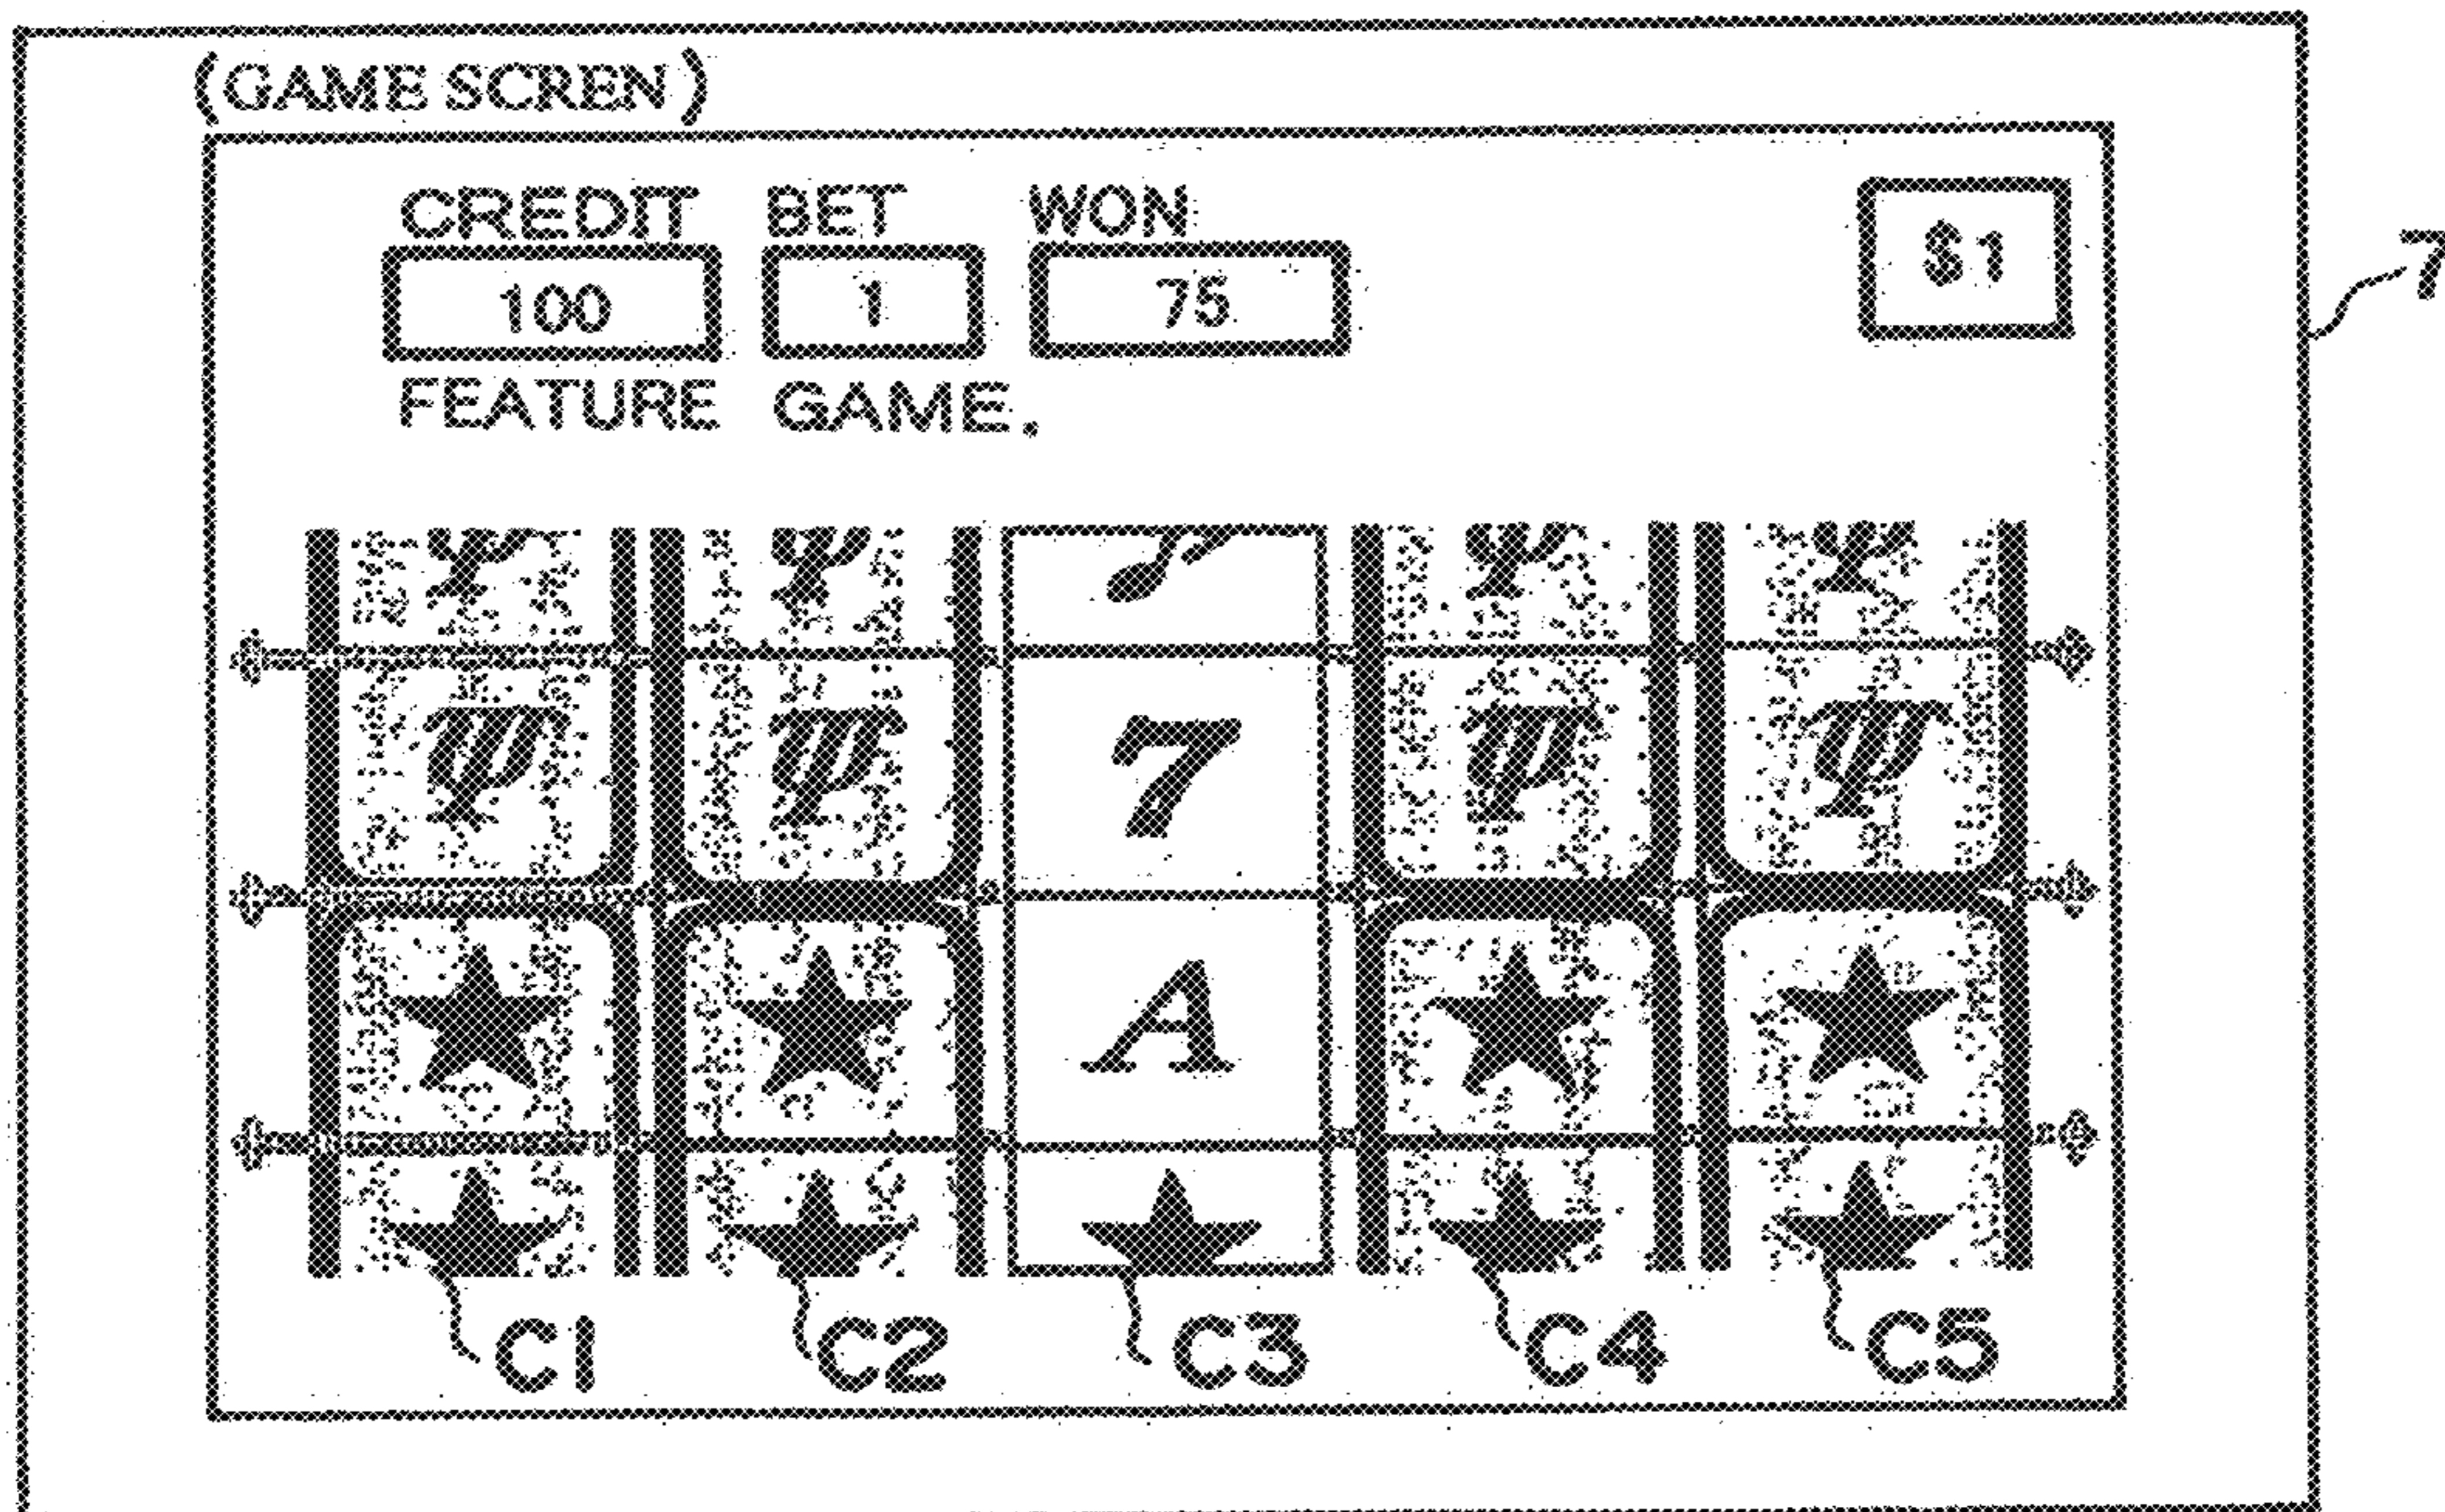 (GAME SCREN)
CREDIT BET WON
100 1 75
$1
7
FEATURE GAME.
Ψ Ψ 7 Ψ Ψ
A
C1 C2 C3 C4 C5